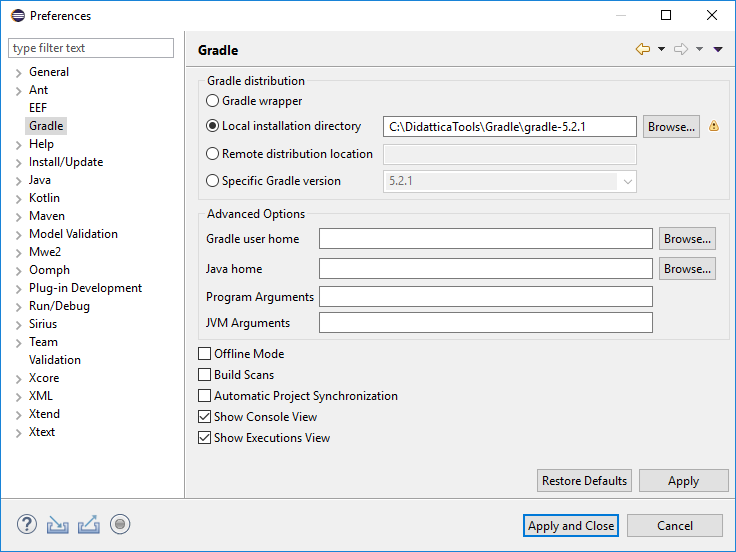 Preferences
type filter text
General
Ant
EEF
Gradle
Help
Install/Update
Java
Kotlin
Maven
Model Validation
Mwe2
Oomph
Plug-in Development
Run/Debug
Sirius
Team
Validation
Xcore
XML
Xtend
Xtext
Gradle
Gradle distribution
Gradle wrapper
Local installation directory C:\DidatticaTools\Gradle\gradle-5.2.1 Browse...
Remote distribution location
Specific Gradle version 5.2.1
Advanced Options
Gradle user home Browse...
Java home Browse...
Program Arguments
JVM Arguments
Offline Mode
Build Scans
Automatic Project Synchronization
Show Console View
Show Executions View
Restore Defaults Apply
? Apply and Close Cancel